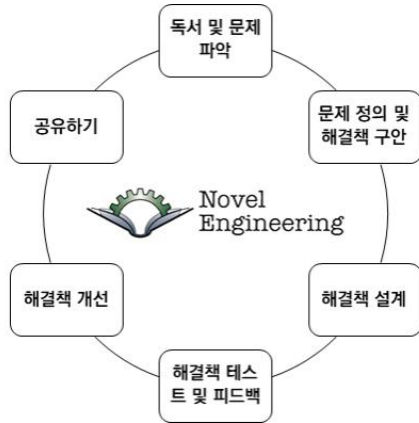 독서 및 문제
파악
문제 정의 및
해결책 구안
해결책 설계
해결책 테스
트 및 피드백
해결책 개선
공유하기
Novel
Engineering